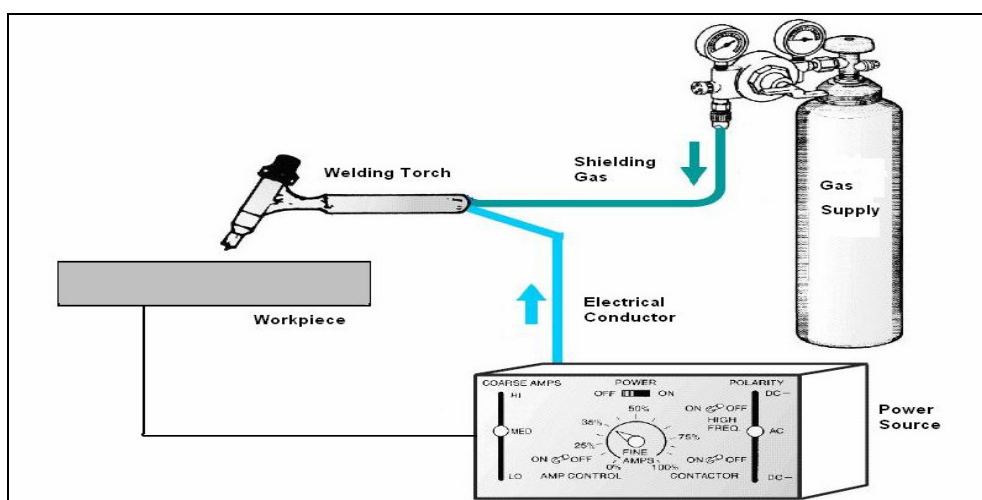 Welding Torch
Shielding
Gas
Gas
Supply
Workpiece
Electrical
Conductor
Power
Source
COARSE AMPS
POWER
POLARITY
HI
OFF
ON
DC-
50%
ON OFF
35%
HIGH
FREQ.
MED
AC
25%
75%
ON OFF
FINE
AMPS
ON OFF
0%
100%
LO
AMP CONTROL
CONTACTOR
DC-